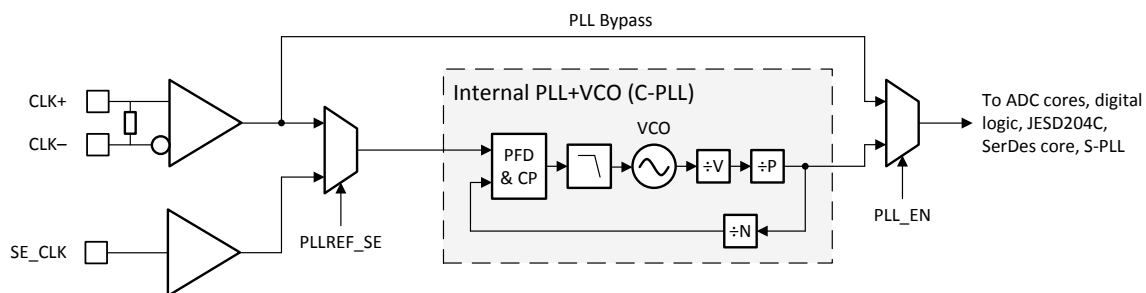 PLL Bypass
CLK+
CLK–
SE_CLK
PLLREF_SE
Internal PLL+VCO (C-PLL)
VCO
PFD
& CP
÷V
÷P
÷N
PLL_EN
To ADC cores, digital
logic, JESD204C,
SerDes core, S-PLL